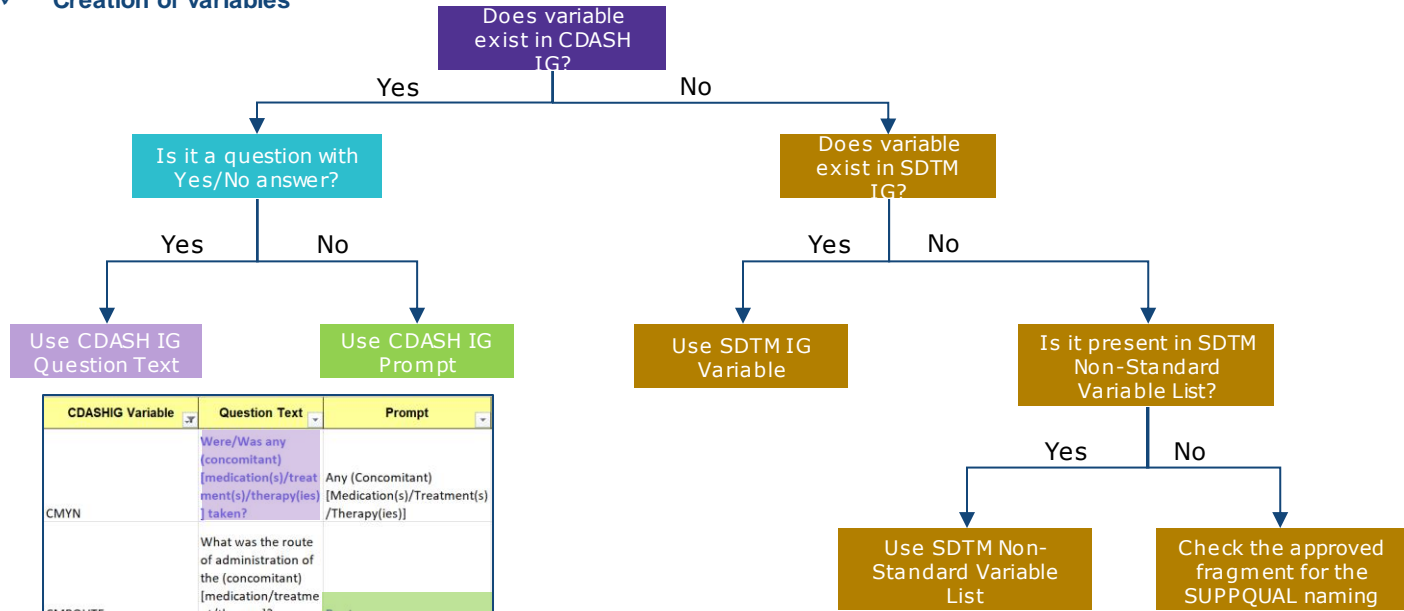 Creation of variables
Does variable
exist in CDASH
IG?
Yes
No
Is it a question with
Yes/No answer?
Does variable
exist in SDTM
IG?
Yes
No
Yes
No
Use CDASH IG
Question Text
Use CDASH IG
Prompt
Use SDTM IG
Variable
Is it present in SDTM
Non-Standard
Variable List?
CDASHIG Variable
Question Text
Prompt
Were/Was any
(concomitant)
[medication(s)/treat
ment(s)/therapy(ies)
] taken?
Any (Concomitant)
[Medication(s)/Treatment(s)
/Therapy(ies)]
CMYN
What was the route
of administration of
the (concomitant)
[medication/treatme
Yes
No
Use SDTM Non-
Standard Variable
List
Check the approved
fragment for the
SUPPQUAL naming